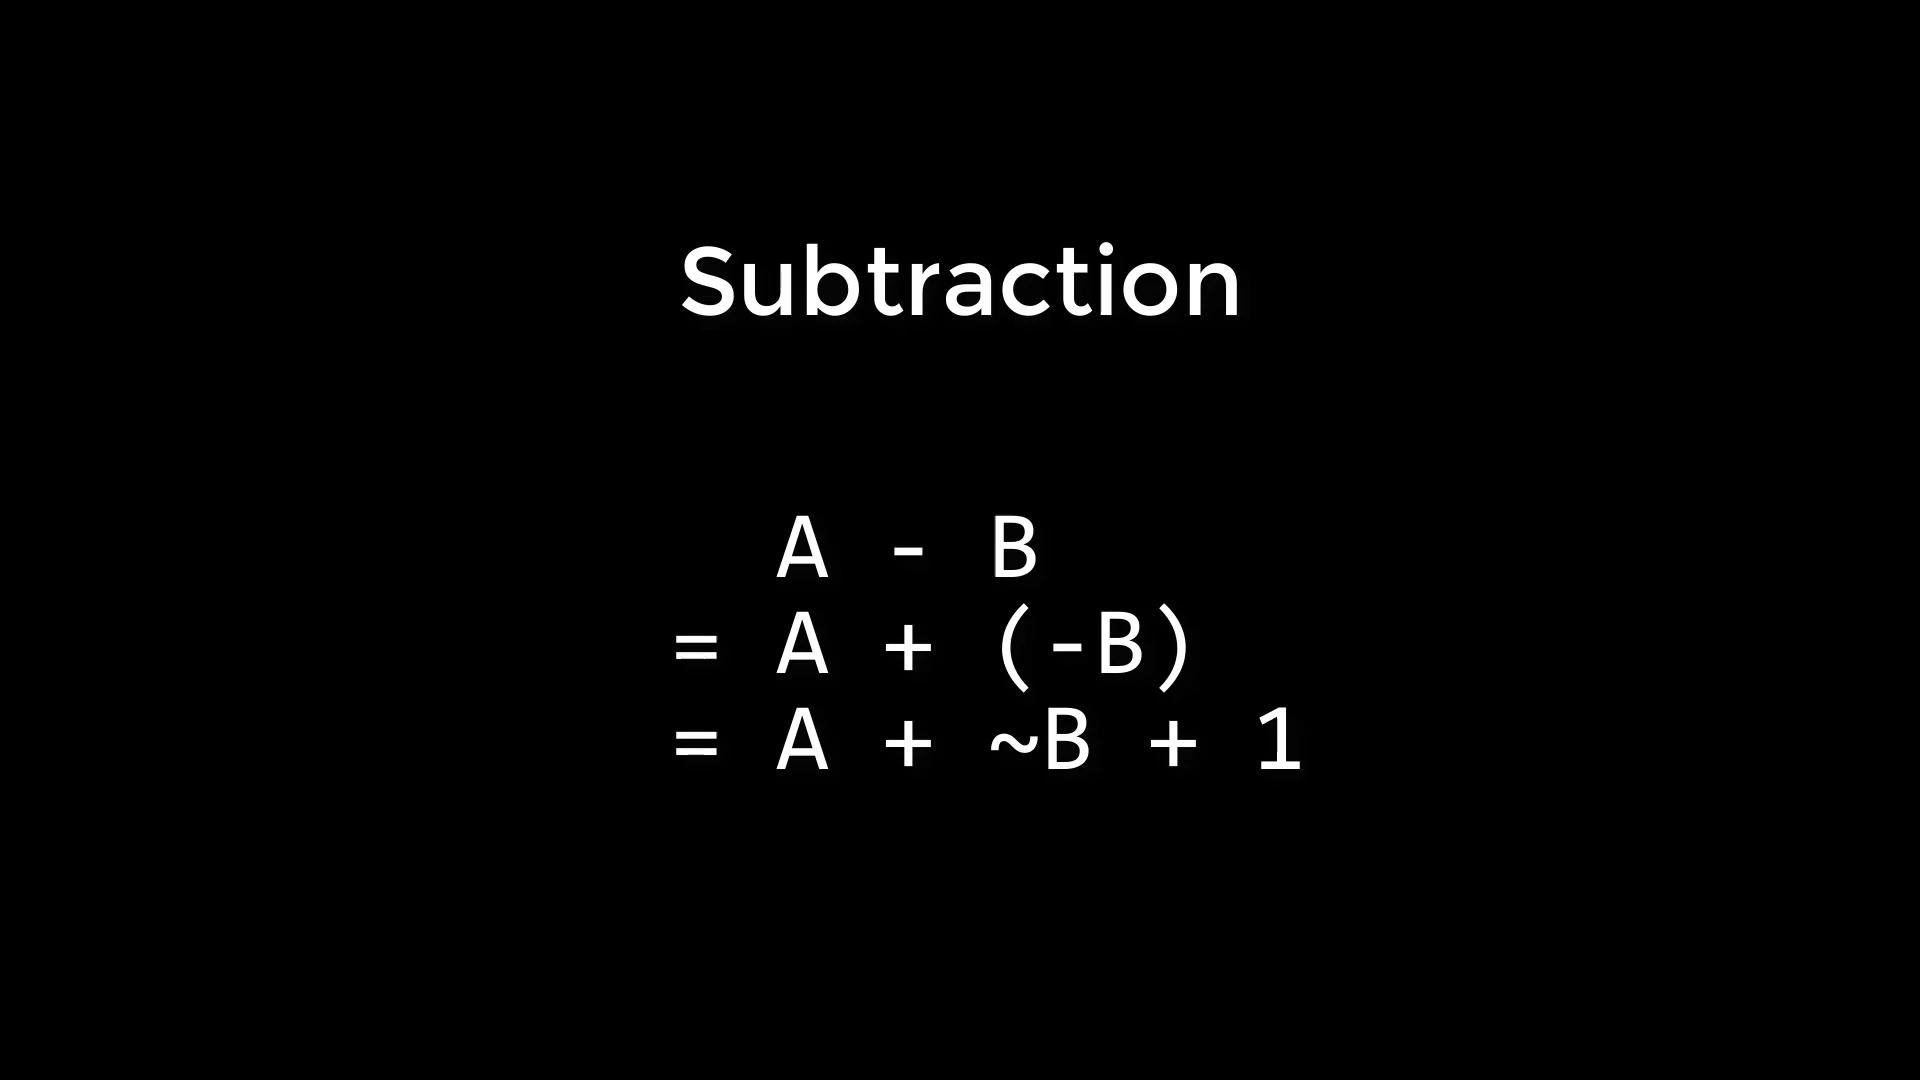 Subtraction
A - B
= A + (-B)
= A + ~B + 1